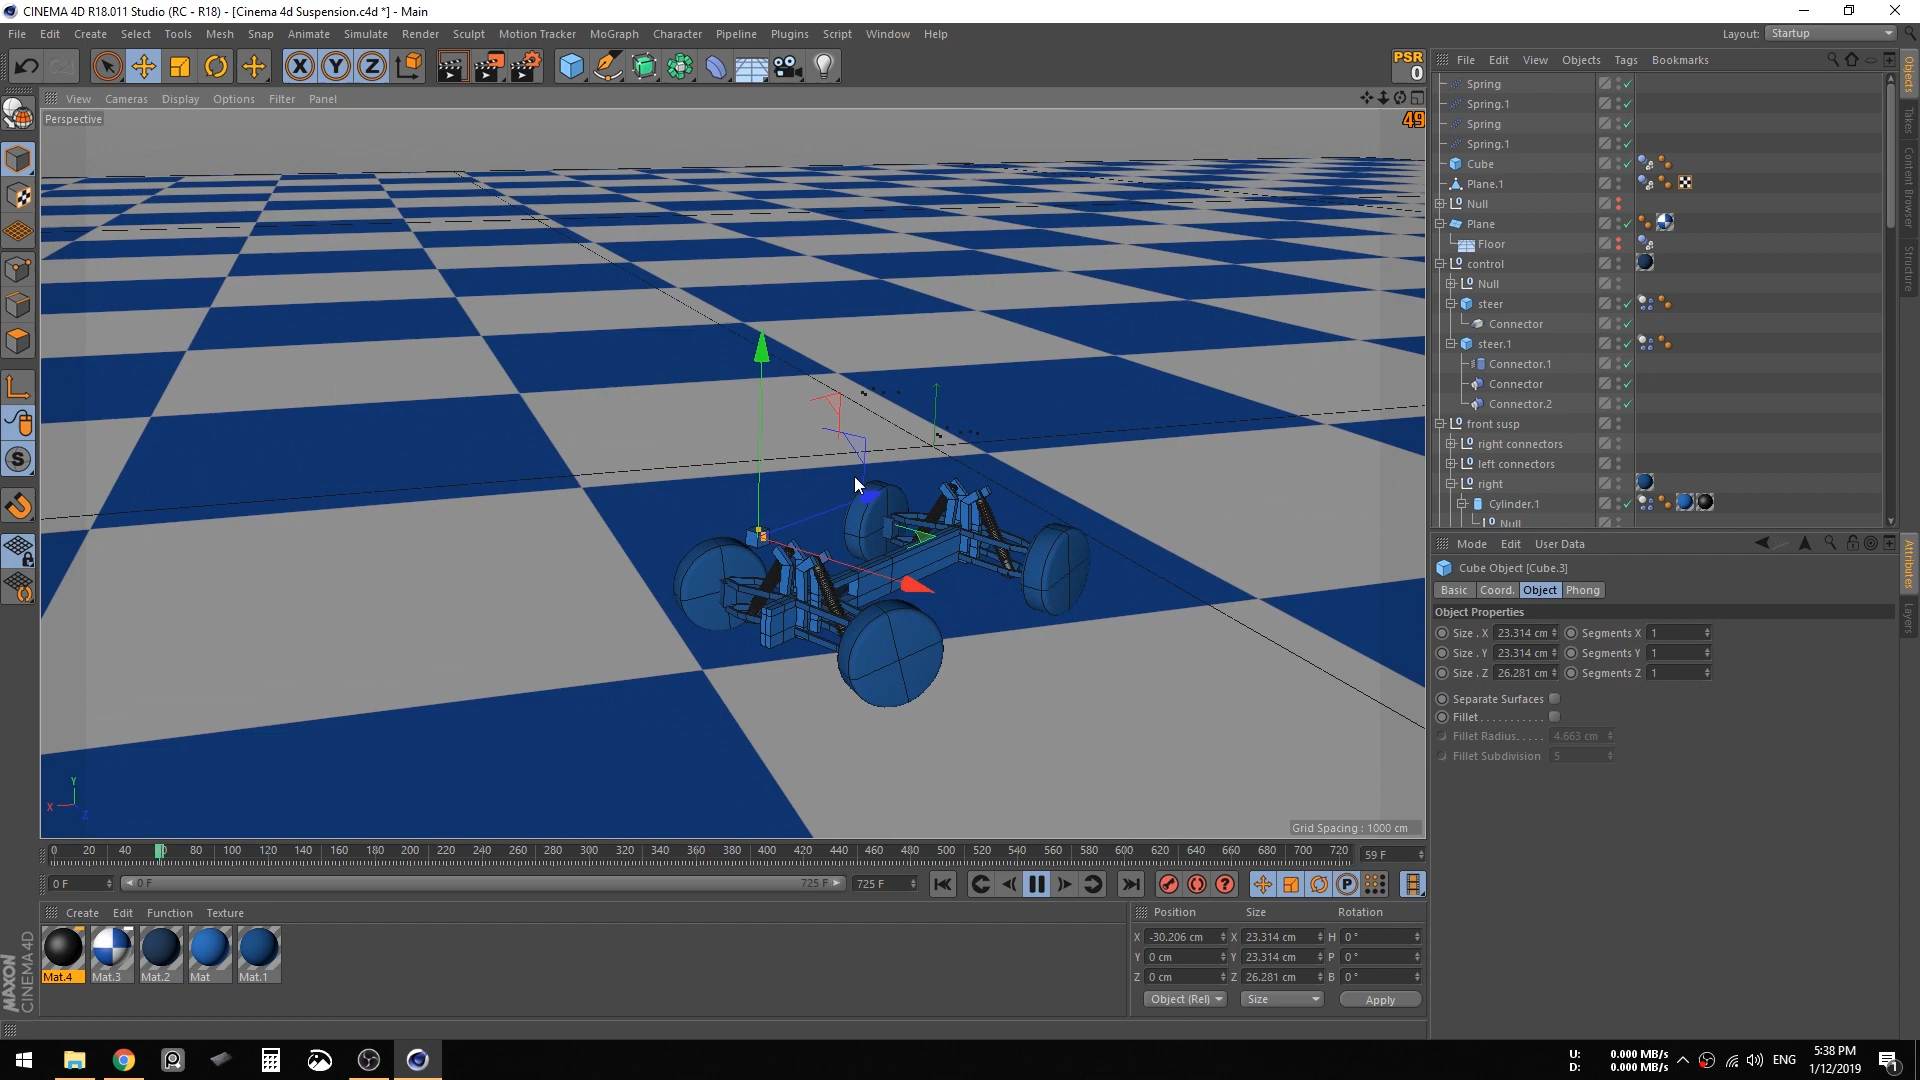 CINEMA 4D R18.011 Studio (RC - R18) - [Cinema 4d Suspension.c4d *] - Main
File Edit Create Select Tools Mesh Snap Animate Simulate Render Sculpt Motion Tracker MoGraph Character Pipeline Plugins Script Window Help
Layout: Startup
X Y Z
PSR
0
File Edit View Objects Tags Bookmarks
View Cameras Display Options Filter Panel
Perspective
49
Spring
Spring.1
Spring
Spring.1
Cube
Plane.1
Null
Plane
Floor
control
Null
steer
Connector
steer.1
Connector.1
Connector
Connector.2
front susp
right connectors
left connectors
right
Cylinder.1
Null
Objects
Takes
Content Browser
Structure
Mode Edit User Data
Cube Object [Cube.3]
Basic Coord. Object Phong
Object Properties
Size . X 23.314 cm Segments X 1
Size . Y 23.314 cm Segments Y 1
Size . Z 26.281 cm Segments Z 1
Separate Surfaces
Fillet . . . . . . . . . . .
Fillet Radius. . . . . 4.663 cm
Fillet Subdivision 5
Attributes
Layers
Y
X
Z
Grid Spacing : 1000 cm
0 20 40 80 100 120 140 160 180 200 220 240 260 280 300 320 340 360 380 400 420 440 460 480 500 520 540 560 580 600 620 640 660 680 700 720
59 F
0 F 0 F 725 F 725 F
Create Edit Function Texture
Mat.4 Mat.3 Mat.2 Mat Mat.1
Position Size Rotation
X -30.206 cm X 23.314 cm H 0 °
Y 0 cm Y 23.314 cm P 0 °
Z 0 cm Z 26.281 cm B 0 °
Object (Rel) Size Apply
MAXON
CINEMA 4D
U: 0.000 MB/s
D: 0.000 MB/s
ENG
5:38 PM
1/12/2019
1